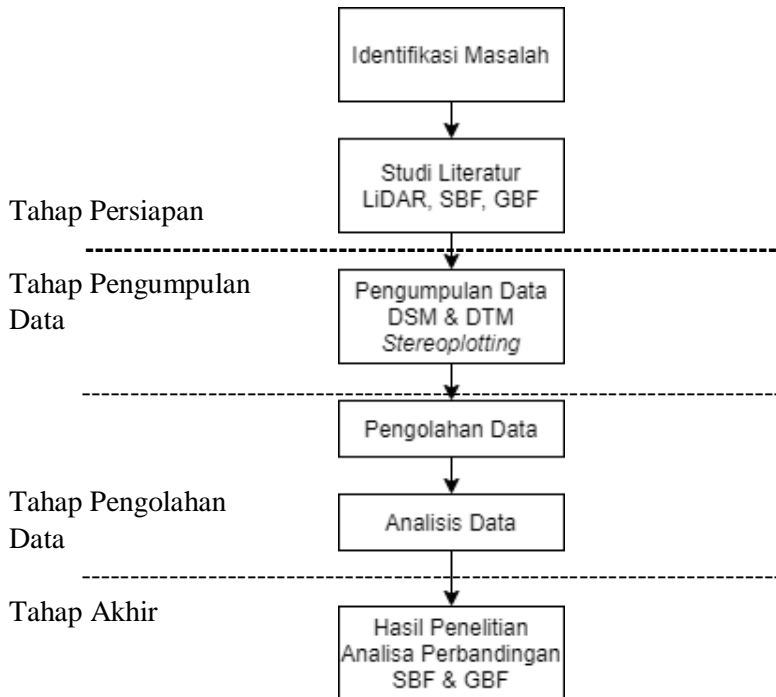 Identifikasi Masalah
Studi Literatur
LiDAR, SBF, GBF
Tahap Persiapan
Tahap Pengumpulan
Data
Pengumpulan Data
DSM & DTM
Stereoplotting
Pengolahan Data
Tahap Pengolahan
Data
Analisis Data
Tahap Akhir
Hasil Penelitian
Analisa Perbandingan
SBF & GBF